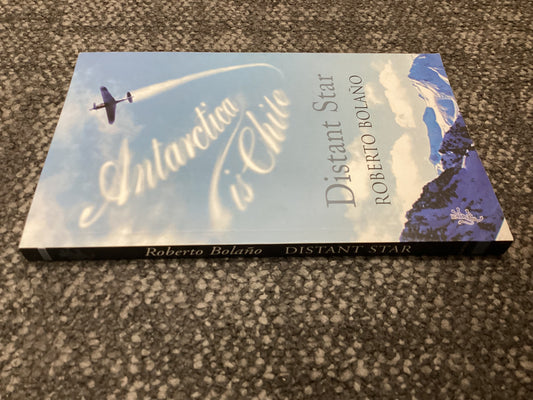 Antarctica
is Chile
Distant Star
ROBERTO BOLAÑO
Roberto Bolaño DISTANT STAR